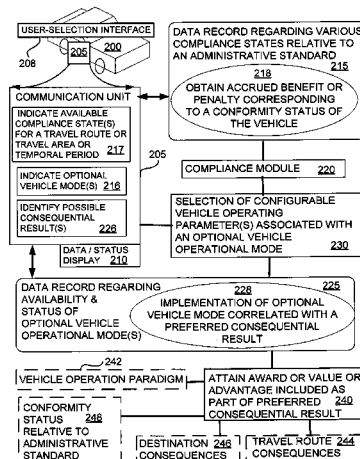 USER-SELECTION INTERFACE
208
205
200
COMMUNICATION UNIT
INDICATE AVAILABLE
COMPLIANCE STATE(S)
FOR A TRAVEL ROUTE OR
TRAVEL AREA OR
TEMPORAL PERIOD 217
INDICATE OPTIONAL
VEHICLE MODE(S) 216
IDENTIFY POSSIBLE
CONSEQUENTIAL
RESULT(S) 226
205
DATA / STATUS
DISPLAY 210
DATA RECORD REGARDING VARIOUS
COMPLIANCE STATES RELATIVE TO
AN ADMINISTRATIVE STANDARD
215
218
OBTAIN ACCRUED BENEFIT OR
PENALTY CORRESPONDING
TO A CONFORMITY STATUS OF
THE VEHICLE
COMPLIANCE MODULE 220
SELECTION OF CONFIGURABLE
VEHICLE OPERATING
PARAMETER(S) ASSOCIATED WITH
AN OPTIONAL VEHICLE
OPERATIONAL MODE 230
DATA RECORD REGARDING
AVAILABILITY &
STATUS OF
OPTIONAL VEHICLE
OPERATIONAL MODE(S)
225
228
IMPLEMENTATION OF OPTIONAL
VEHICLE MODE CORRELATED WITH A
PREFERRED CONSEQUENTIAL
RESULT
242
VEHICLE OPERATION PARADIGM
ATTAIN AWARD OR VALUE OR
ADVANTAGE INCLUDED AS
PART OF PREFERRED 240
CONSEQUENTIAL RESULT
CONFORMITY
STATUS 248
RELATIVE TO
ADMINISTRATIVE
STANDARD
DESTINATION 246
CONSEQUENCES
TRAVEL ROUTE 244
CONSEQUENCES